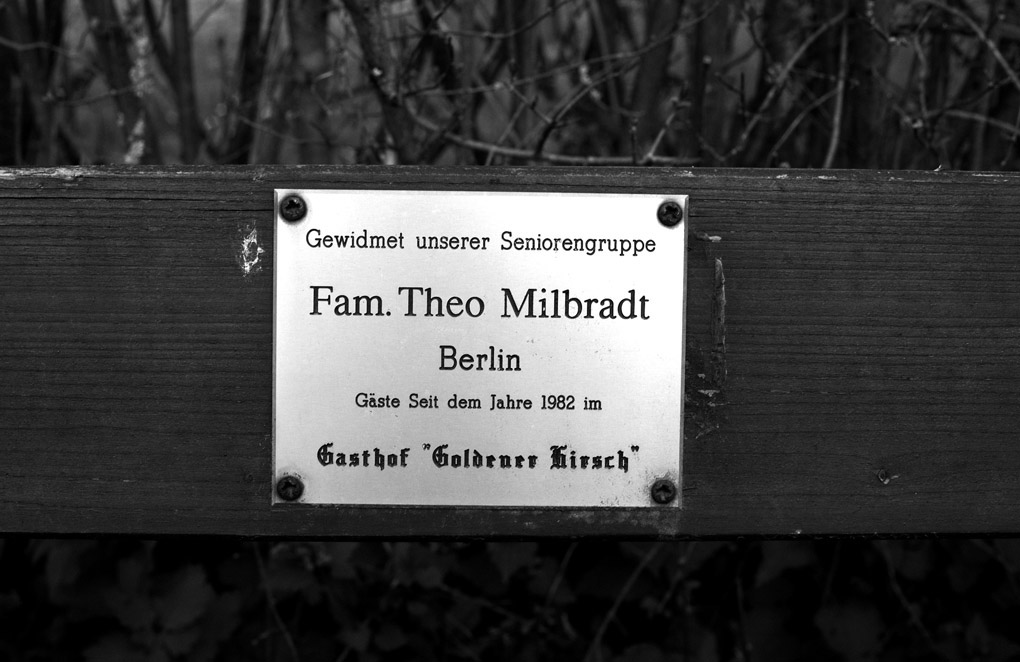 Gewidmet unserer Seniorengruppe
Fam. Theo Milbradt
Berlin
Gäste Seit dem Jahre 1982 im
Gasthof "Goldener Hirsch"